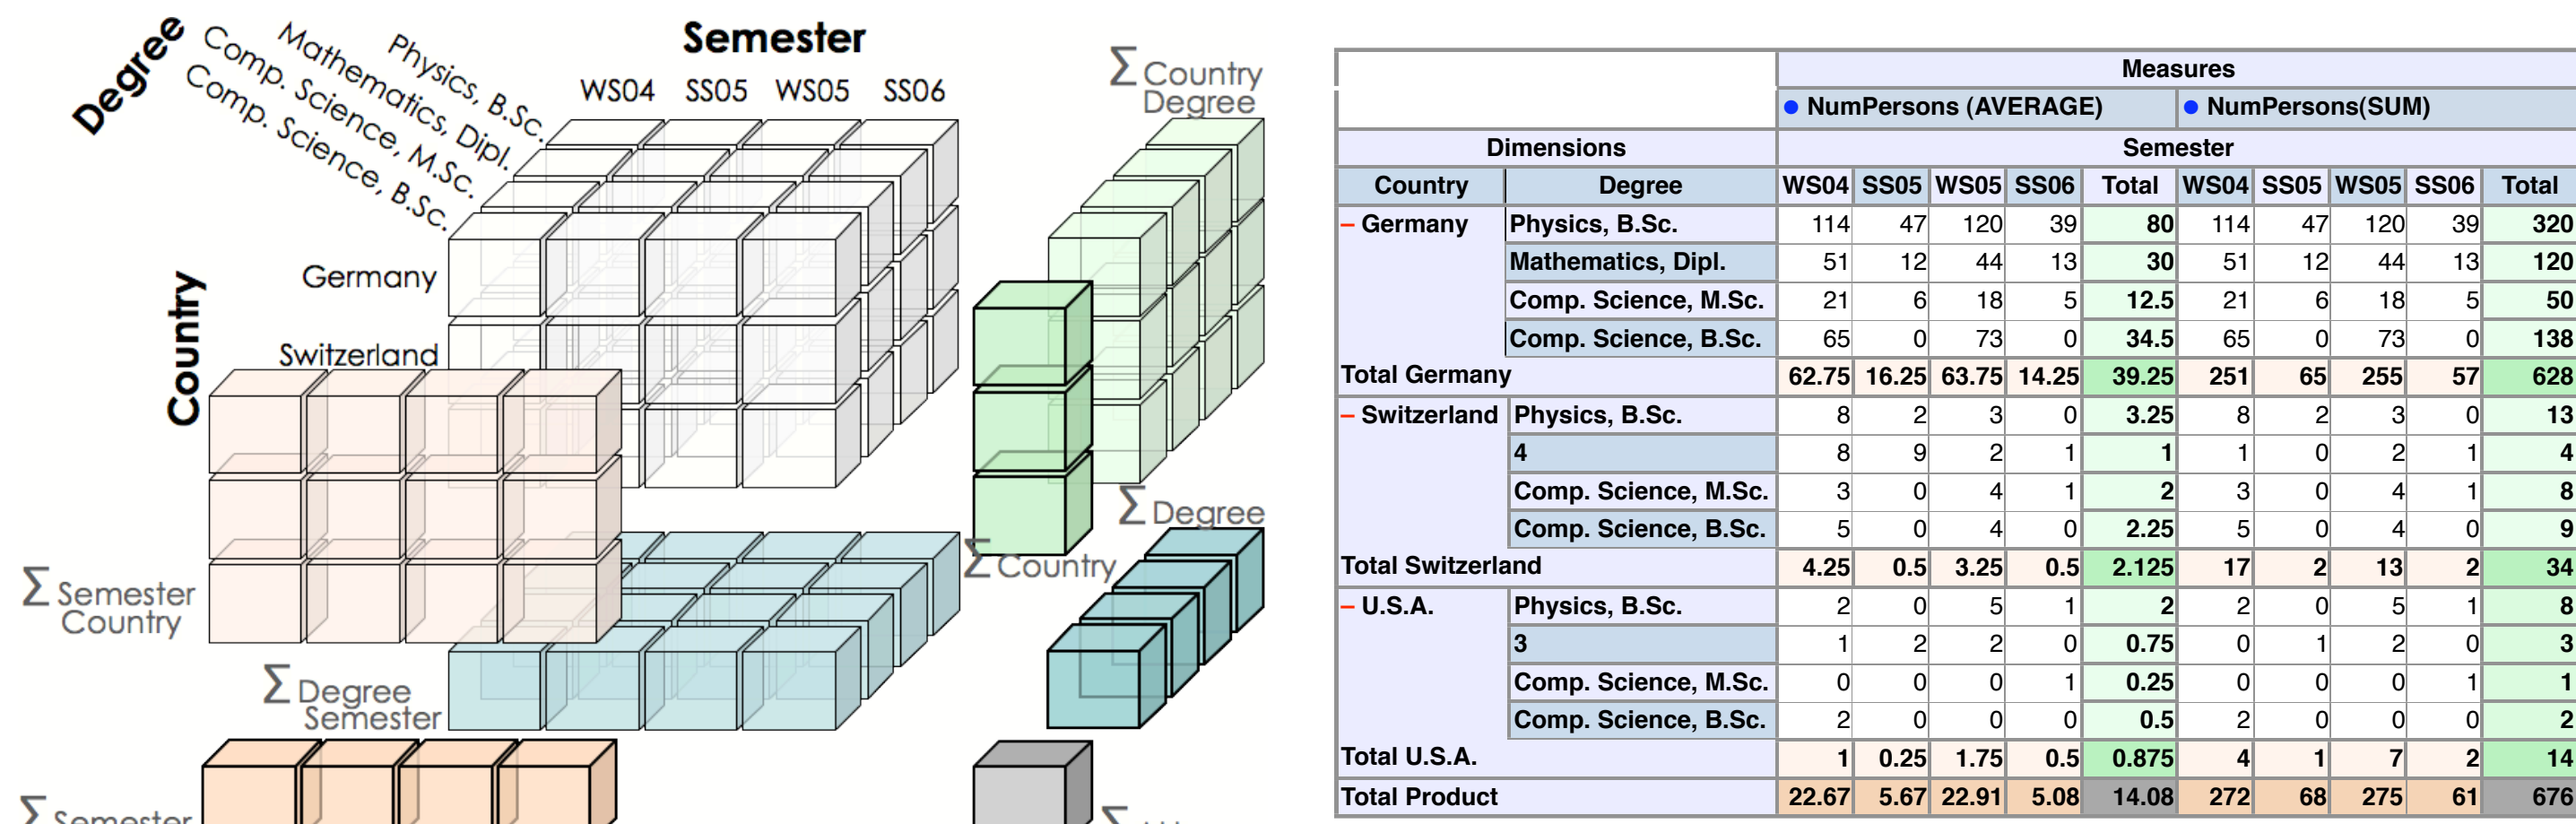 Degree
Physics, B.Sc.
Mathematics, Dipl.
Comp. Science, M.Sc.
Comp. Science, B.Sc.
Semester
WS04 SS05 WS05 SS06
Country
Germany
Switzerland
Σ Country
Degree
Σ Semester
Country
Σ Country
Σ Degree
Σ Degree
Semester
Σ Semester
Σ
Measures
• NumPersons (AVERAGE) • NumPersons(SUM)
Dimensions Semester
Country Degree WS04 SS05 WS05 SS06 Total WS04 SS05 WS05 SS06 Total
– Germany Physics, B.Sc. 114 47 120 39 80 114 47 120 39 320
Mathematics, Dipl. 51 12 44 13 30 51 12 44 13 120
Comp. Science, M.Sc. 21 6 18 5 12.5 21 6 18 5 50
Comp. Science, B.Sc. 65 0 73 0 34.5 65 0 73 0 138
Total Germany 62.75 16.25 63.75 14.25 39.25 251 65 255 57 628
– Switzerland Physics, B.Sc. 8 2 3 0 3.25 8 2 3 0 13
4 8 9 2 1 1 1 0 2 1 4
Comp. Science, M.Sc. 3 0 4 1 2 3 0 4 1 8
Comp. Science, B.Sc. 5 0 4 0 2.25 5 0 4 0 9
Total Switzerland 4.25 0.5 3.25 0.5 2.125 17 2 13 2 34
– U.S.A. Physics, B.Sc. 2 0 5 1 2 2 0 5 1 8
3 1 2 2 0 0.75 0 1 2 0 3
Comp. Science, M.Sc. 0 0 0 1 0.25 0 0 0 1 1
Comp. Science, B.Sc. 2 0 0 0 0.5 2 0 0 0 2
Total U.S.A. 1 0.25 1.75 0.5 0.875 4 1 7 2 14
Total Product 22.67 5.67 22.91 5.08 14.08 272 68 275 61 676